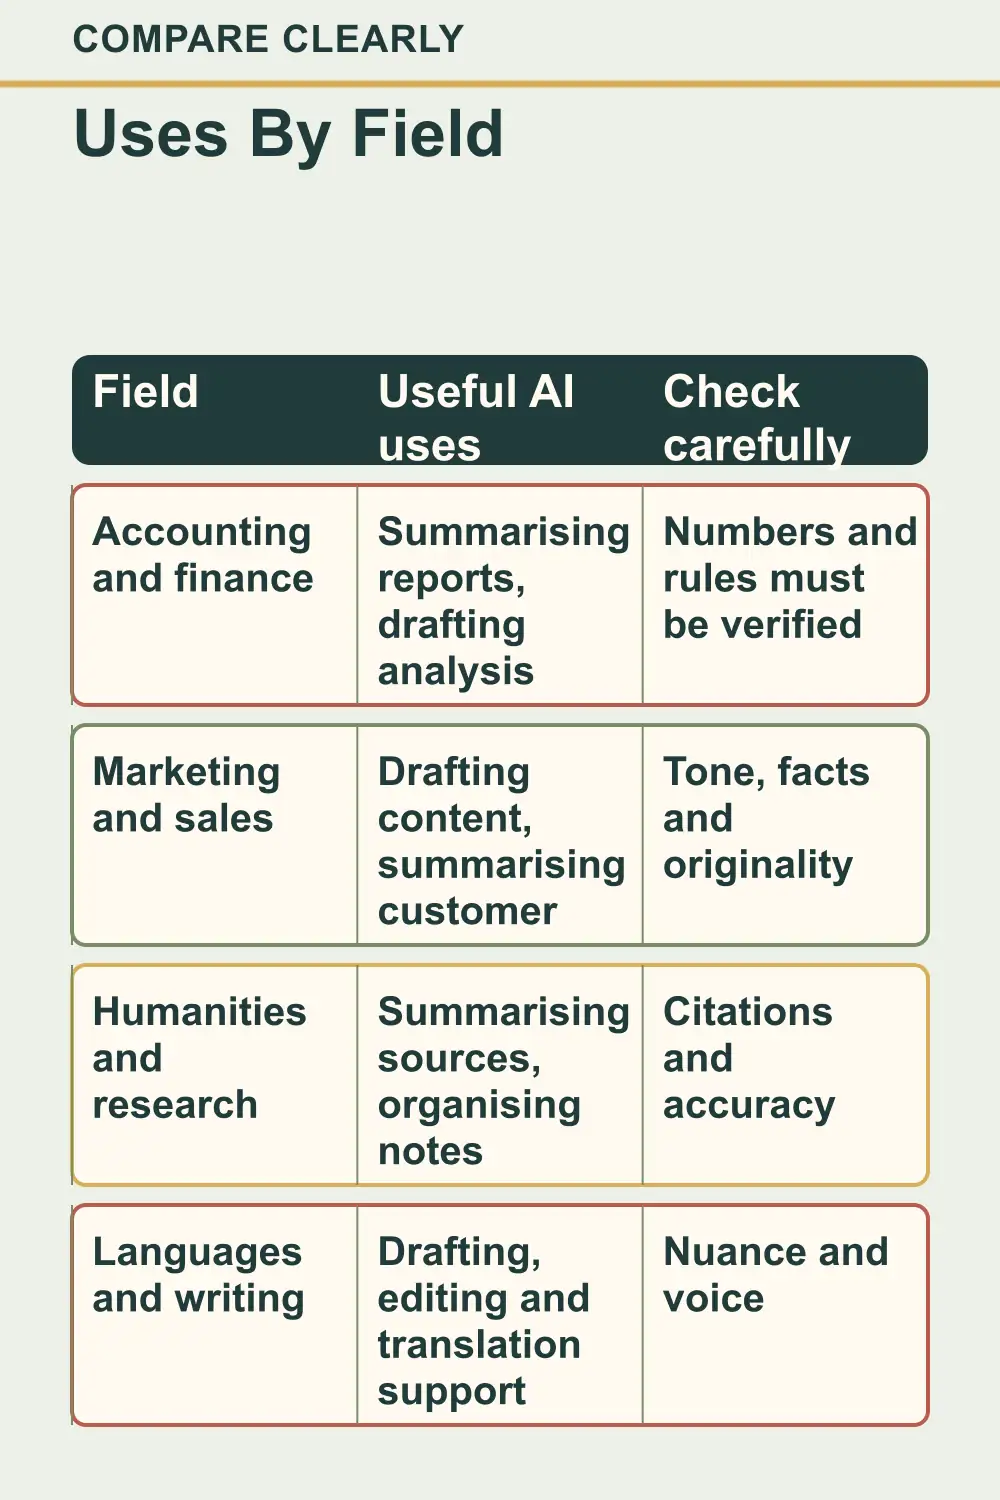 COMPARE CLEARLY
Uses By Field
Field
Useful AI
uses
Check
carefully
Accounting
and finance
Summarising
reports,
drafting
analysis
Numbers and
rules must
be verified
Marketing
and sales
Drafting
content,
summarising
customer
Tone, facts
and
originality
Humanities
and
research
Summarising
sources,
organising
notes
Citations
and
accuracy
Languages
and writing
Drafting,
editing and
translation
support
Nuance and
voice